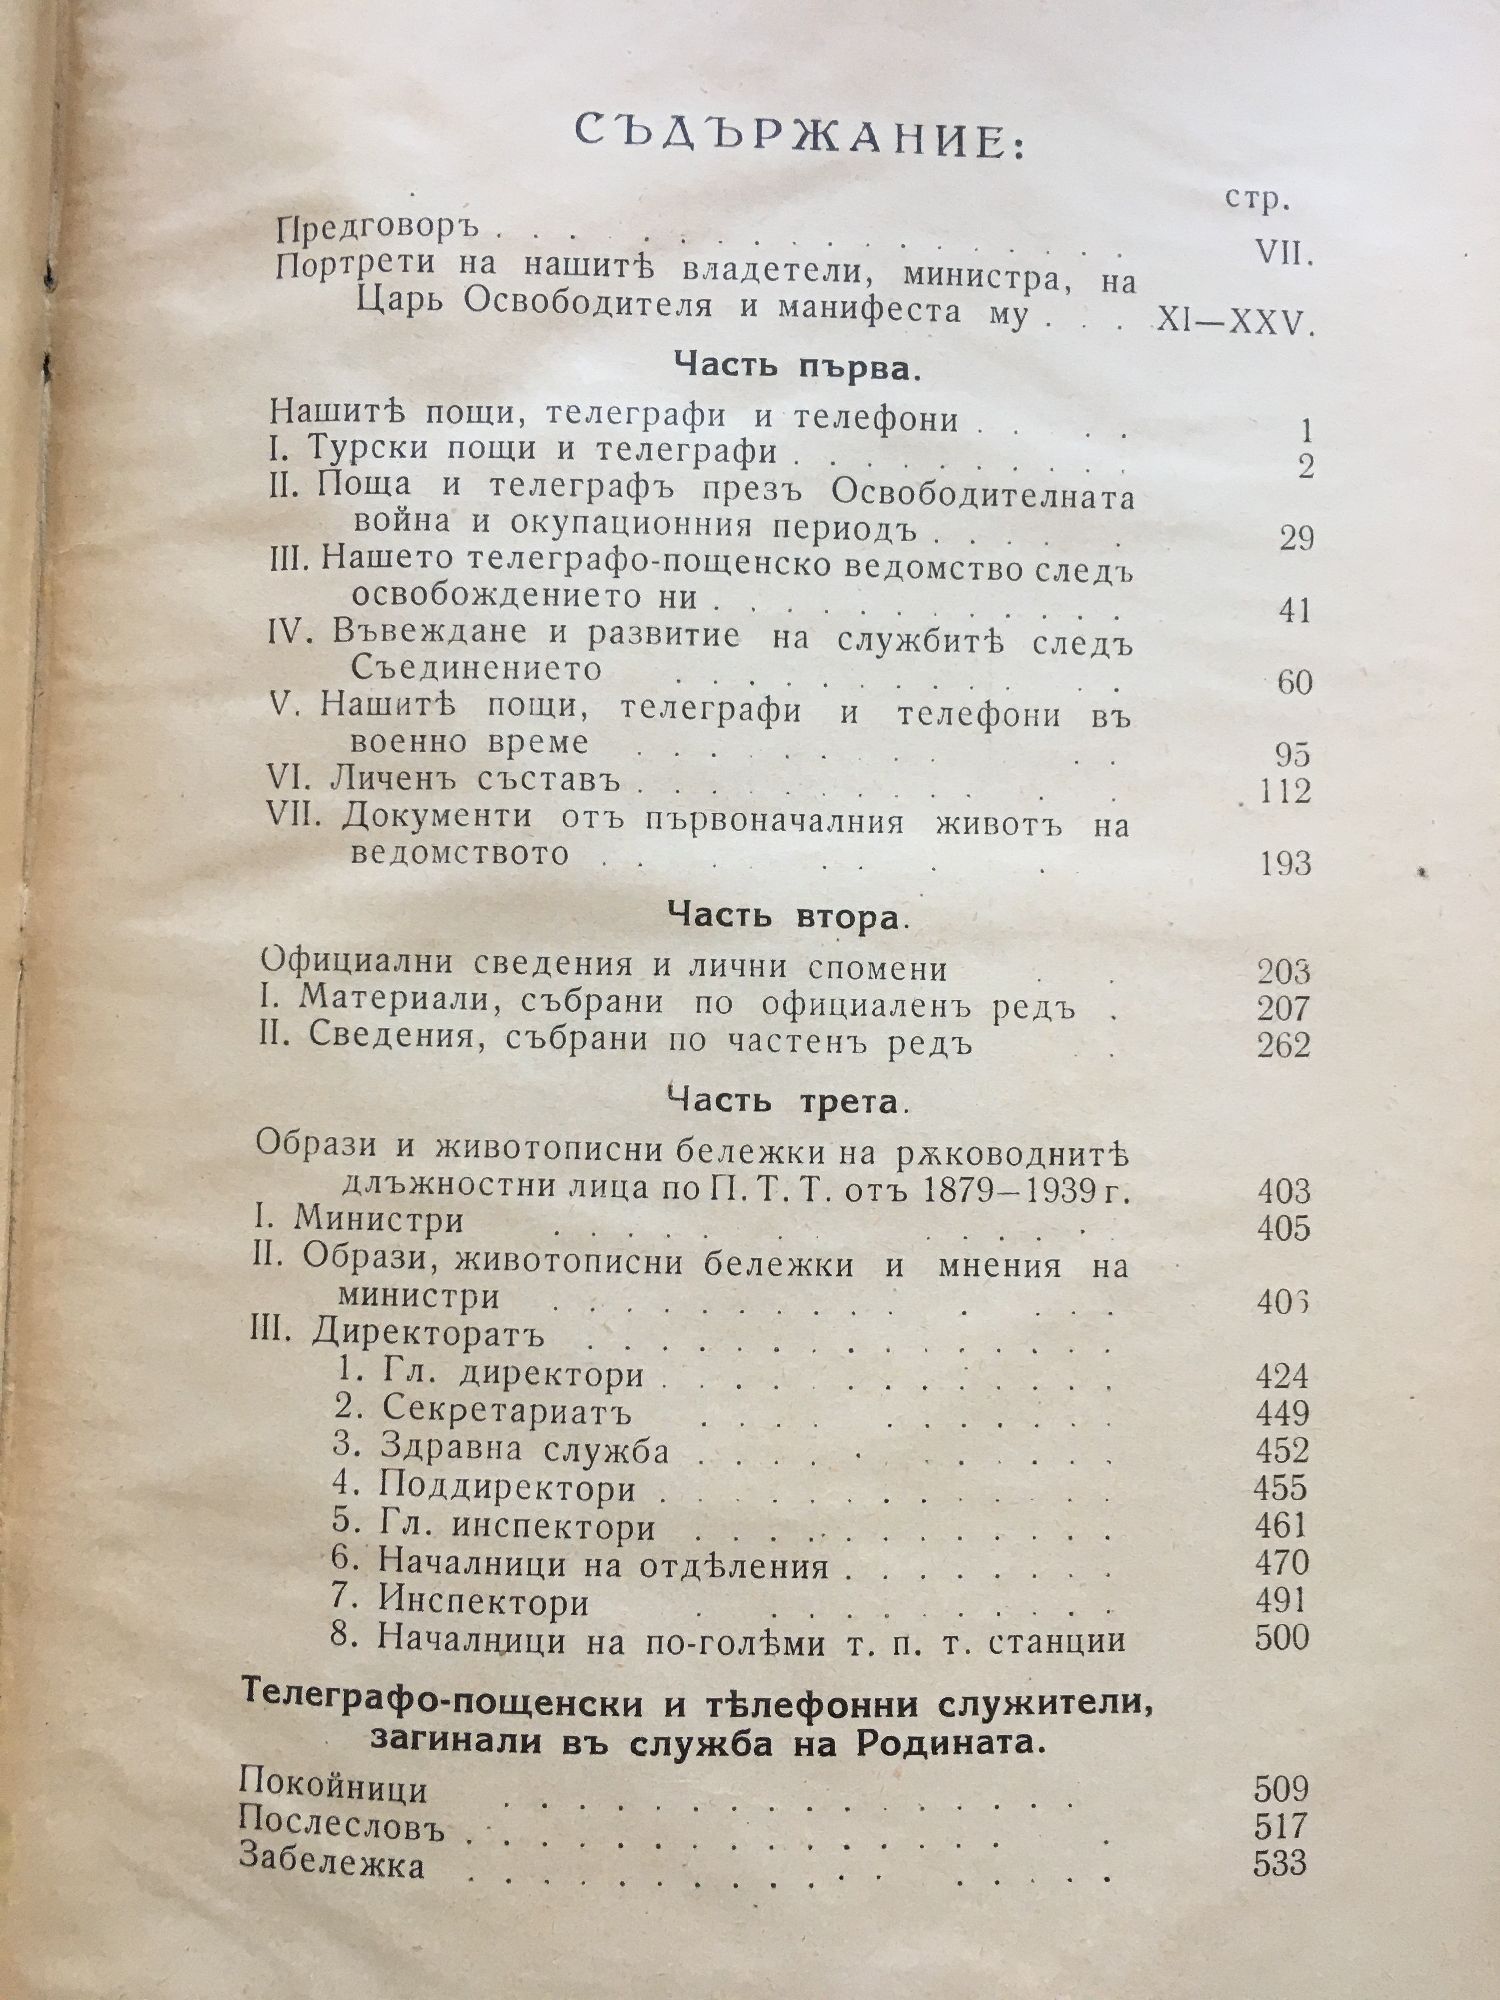 СЪДЪРЖАНИЕ:
стр.
Предговоръ . . . . . . . . . . . . . . . . VII.
Портрети на нашитѣ владетели, министра, на
Царь Освободителя и манифеста му . . . XI—XXV.
Часть първа.
Нашитѣ пощи, телеграфи и телефони . . . . 1
I. Турски пощи и телеграфи . . . . . . . . . . 2
II. Поща и телеграфъ презъ Освободителната
война и окупационния периодъ . . . . . . 29
III. Нашето телеграфо-пощенско ведомство следъ
освобождението ни . . . . . . . . . . . . 41
IV. Въвеждане и развитие на службитѣ следъ
Съединението . . . . . . . . . . . . . 60
V. Нашитѣ пощи, телеграфи и телефони въ
военно време . . . . . . . . . . . 95
VI. Личенъ съставъ . . . . . . . . . . . . . 112
VII. Документи отъ първоначалния животъ на
ведомството . . . . . . . 193
Часть втора.
Официални сведения и лични спомени . . 203
I. Материали, събрани по официаленъ редъ . 207
II. Сведения, събрани по частенъ редъ . . 262
Часть трета.
Образи и животописни бележки на рѫководнитѣ
длъжностни лица по П. Т. Т. отъ 1879—1939 г. 403
I. Министри . . . . . . . . . . . . 405
II. Образи, животописни бележки и мнения на
министри . . . . . . . . . . . . . . 406
III. Директоратъ . . . . . . . . . . . . . . .
1. Гл. директори . . . . . . . . . . . . 424
2. Секретариатъ . . . . . . . . . . . 449
3. Здравна служба . . . . . . . . . . . 452
4. Поддиректори . . . . . . . . . . . . . 455
5. Гл. инспектори . . . . . . . . . . . . 461
6. Началници на отдѣления . . . . . . . . 470
7. Инспектори . . . . . . . . . . . 491
8. Началници на по-голѣми т. п. т. станции 500
Телеграфо-пощенски и тѣлефонни служители,
загинали въ служба на Родината.
Покойници . . . . . . . . . . . . . . . . 509
Послесловъ . . . . . . . . . . . . . . . . 517
Забележка . . . . . . . . . . . . . . . . . 533